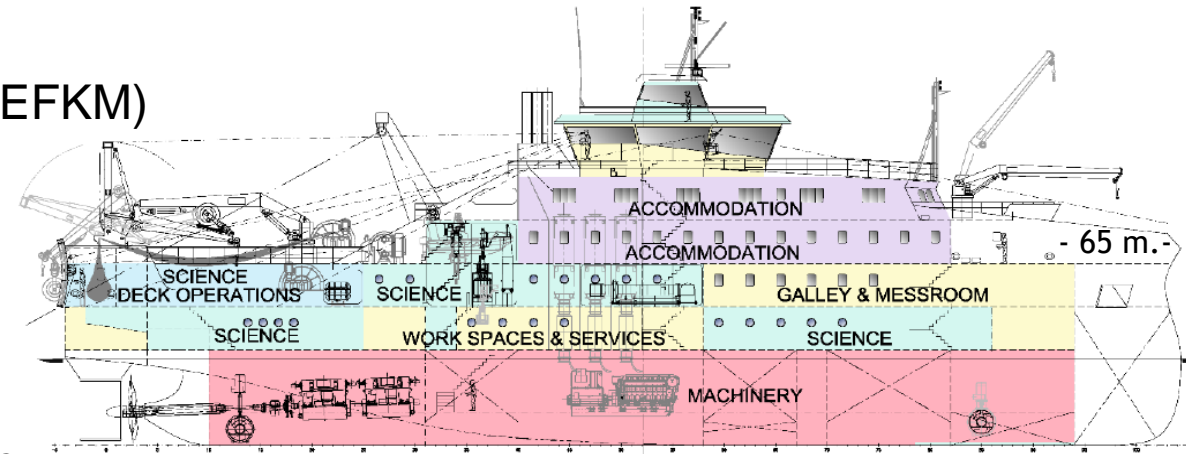 EFKM)
ACCOMMODATION
ACCOMMODATION
- 65 m.-
SCIENCE
DECK OPERATIONS
SCIENCE
GALLEY & MESSROOM
SCIENCE
WORK SPACES & SERVICES
SCIENCE
MACHINERY